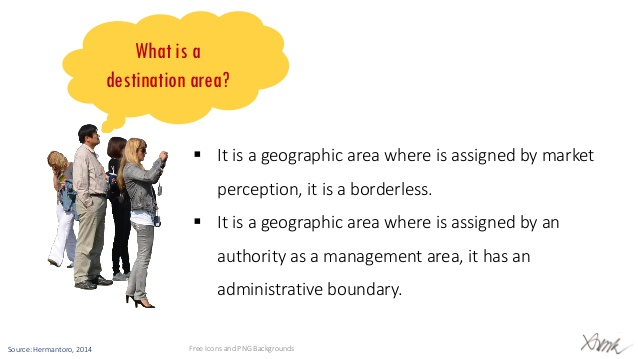 What is a
destination area?
▪ It is a geographic area where is assigned by market
perception, it is a borderless.
▪ It is a geographic area where is assigned by an
authority as a management area, it has an
administrative boundary.
Source: Hermantoro, 2014
Free Icons and PNG Backgrounds